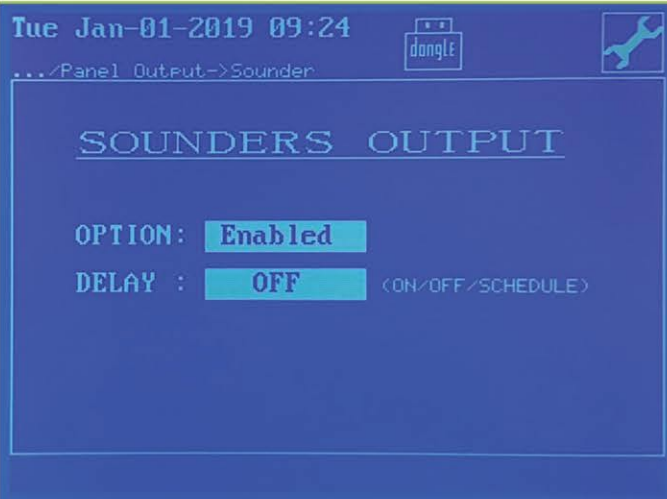 Tue Jan-01-2019 09:24
donglE
.../Panel Output->Sounder
SOUNDERS OUTPUT
OPTION: Enabled
DELAY : OFF (ON/OFF/SCHEDULE)